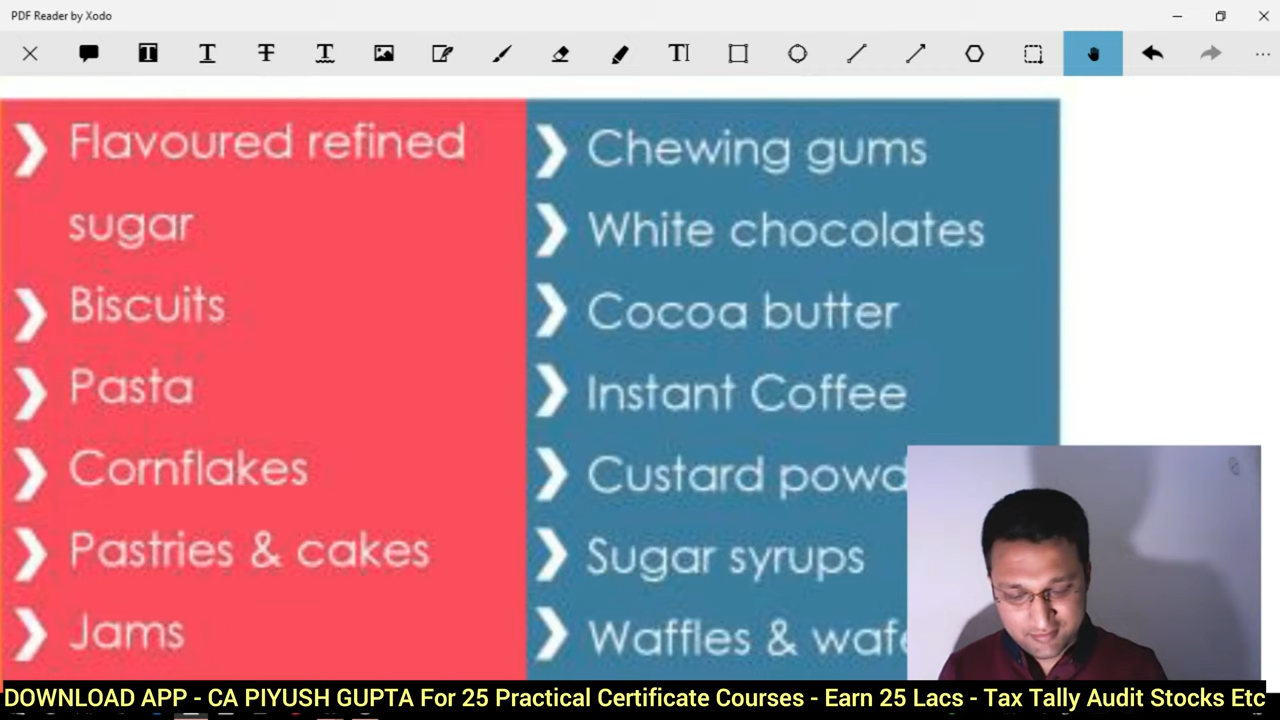 PDF Reader by Xodo
Flavoured refined
sugar
Biscuits
Pasta
Cornflakes
Pastries & cakes
Jams
Chewing gums
White chocolates
Cocoa butter
Instant Coffee
Custard powd
Sugar syrups
Waffles & wafe
DOWNLOAD APP - CA PIYUSH GUPTA For 25 Practical Certificate Courses - Earn 25 Lacs - Tax Tally Audit Stocks Etc